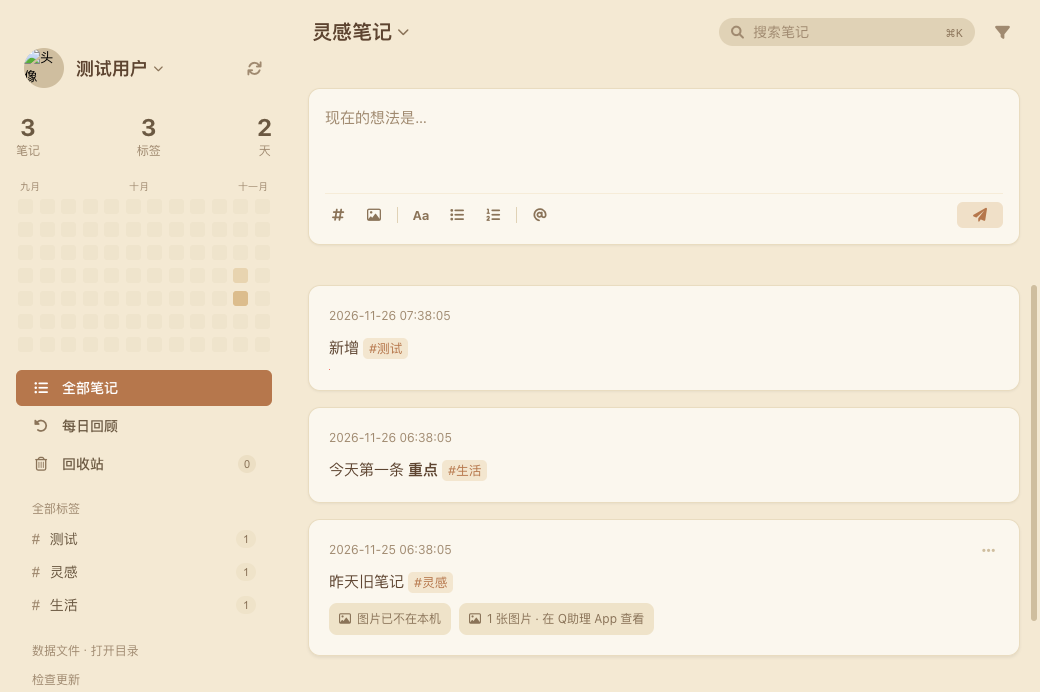 头像
测试用户
3
笔记
3
标签
2
天
九月
十月
十一月
全部笔记
每日回顾
回收站
0
全部标签
# 测试
1
# 灵感
1
# 生活
1
数据文件 · 打开目录
检查更新
灵感笔记
搜索笔记
⌘K
现在的想法是...
Aa
2026-11-26 07:38:05
新增 #测试
2026-11-26 06:38:05
今天第一条 重点 #生活
2026-11-25 06:38:05
昨天旧笔记 #灵感
图片已不在本机
1 张图片 · 在 Q助理 App 查看